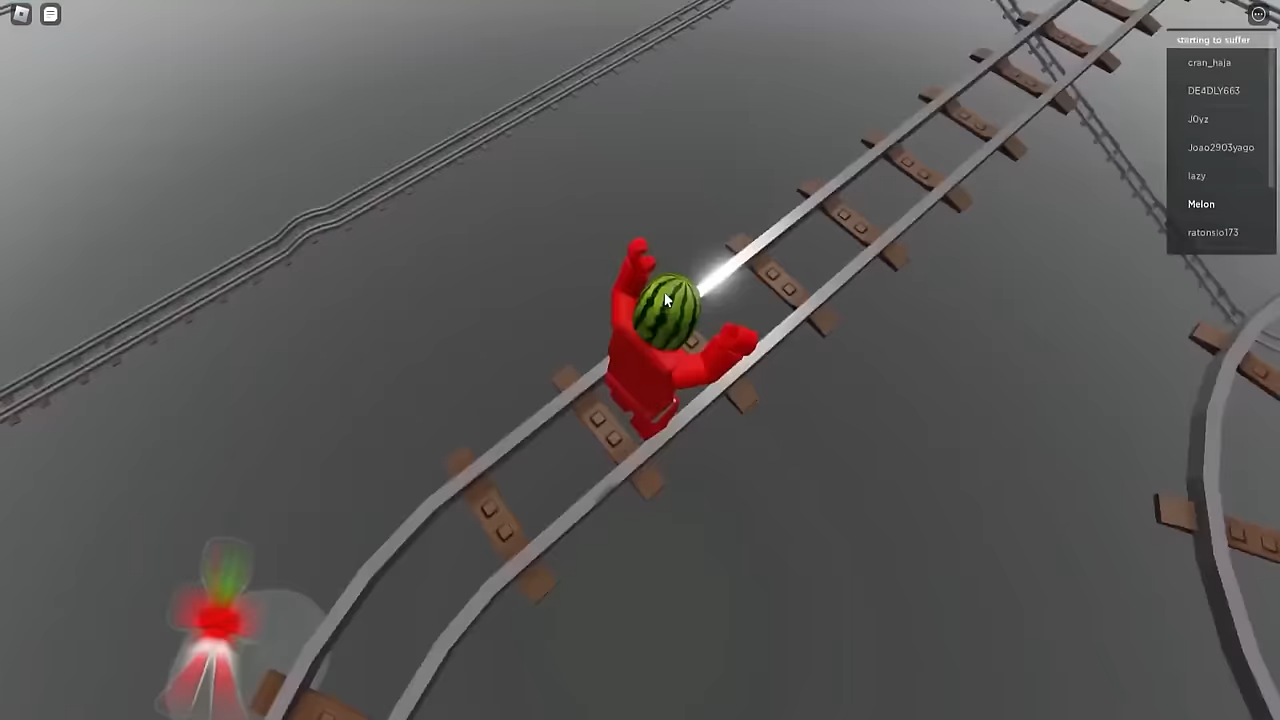 starting to suffer
cran_haja
DE4DLY663
J0yz
Joao2903yago
lazy
Melon
ratonsio173